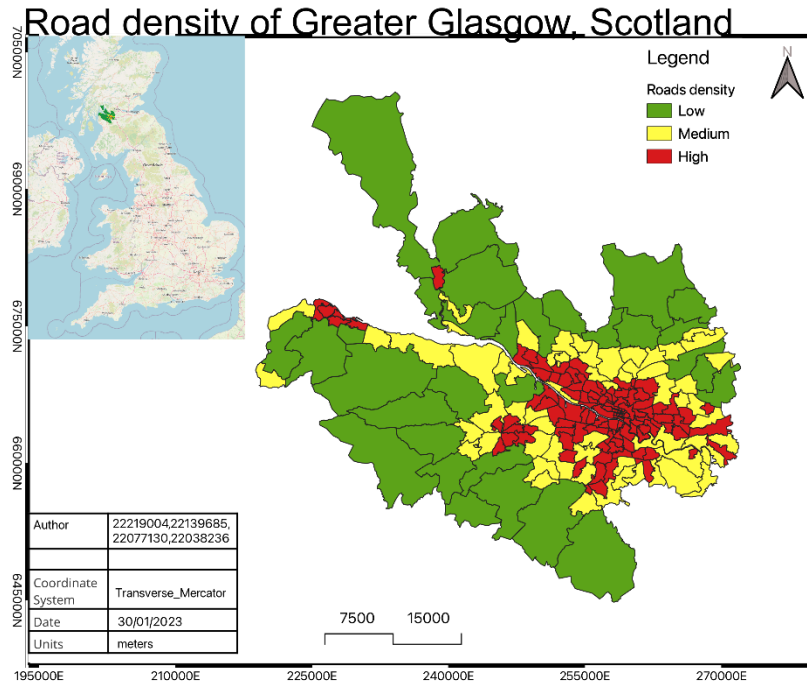 Road density of Greater Glasgow, Scotland
Legend
N
Roads density
Low
Medium
High
705000N
690000N
675000N
660000N
645000N
Author
22219004,22139685,
22077130,22038236
Coordinate
System
Transverse_Mercator
Date
30/01/2023
Units
meters
7500
15000
195000E
210000E
225000E
240000E
255000E
270000E